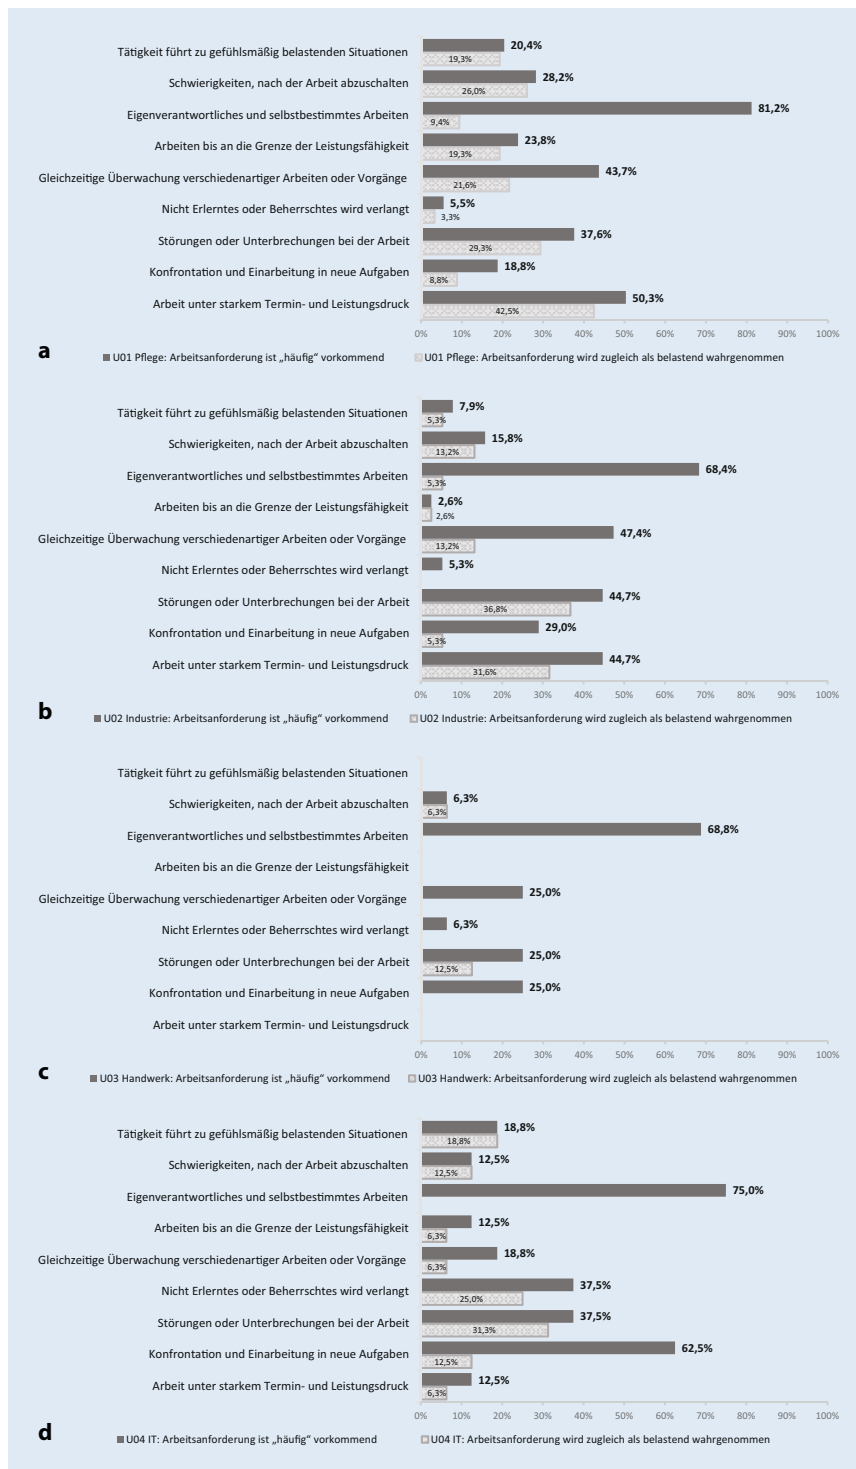 Tätigkeit führt zu gefühlsmäßig belastenden Situationen 20,4%
19,3%
Schwierigkeiten, nach der Arbeit abzuschalten 28,2%
26,0%
Eigenverantwortliches und selbstbestimmtes Arbeiten 81,2%
9,4%
Arbeiten bis an die Grenze der Leistungsfähigkeit 23,8%
19,3%
Gleichzeitige Überwachung verschiedenartiger Arbeiten oder Vorgänge 43,7%
21,6%
Nicht Erlerntes oder Beherrschtes wird verlangt 5,5%
3,3%
Störungen oder Unterbrechungen bei der Arbeit 37,6%
29,3%
Konfrontation und Einarbeitung in neue Aufgaben 18,8%
8,8%
Arbeit unter starkem Termin- und Leistungsdruck 50,3%
42,5%
0% 10% 20% 30% 40% 50% 60% 70% 80% 90% 100%
a U01 Pflege: Arbeitsanforderung ist „häufig“ vorkommend U01 Pflege: Arbeitsanforderung wird zugleich als belastend wahrgenommen
Tätigkeit führt zu gefühlsmäßig belastenden Situationen 7,9%
5,3%
Schwierigkeiten, nach der Arbeit abzuschalten 15,8%
13,2%
Eigenverantwortliches und selbstbestimmtes Arbeiten 68,4%
5,3%
Arbeiten bis an die Grenze der Leistungsfähigkeit 2,6%
2,6%
Gleichzeitige Überwachung verschiedenartiger Arbeiten oder Vorgänge 47,4%
13,2%
Nicht Erlerntes oder Beherrschtes wird verlangt 5,3%
Störungen oder Unterbrechungen bei der Arbeit 44,7%
36,8%
Konfrontation und Einarbeitung in neue Aufgaben 29,0%
5,3%
Arbeit unter starkem Termin- und Leistungsdruck 44,7%
31,6%
0% 10% 20% 30% 40% 50% 60% 70% 80% 90% 100%
b U02 Industrie: Arbeitsanforderung ist „häufig“ vorkommend U02 Industrie: Arbeitsanforderung wird zugleich als belastend wahrgenommen
Tätigkeit führt zu gefühlsmäßig belastenden Situationen
Schwierigkeiten, nach der Arbeit abzuschalten 6,3%
6,3%
Eigenverantwortliches und selbstbestimmtes Arbeiten 68,8%
Arbeiten bis an die Grenze der Leistungsfähigkeit
Gleichzeitige Überwachung verschiedenartiger Arbeiten oder Vorgänge 25,0%
Nicht Erlerntes oder Beherrschtes wird verlangt 6,3%
Störungen oder Unterbrechungen bei der Arbeit 25,0%
12,5%
Konfrontation und Einarbeitung in neue Aufgaben 25,0%
Arbeit unter starkem Termin- und Leistungsdruck
0% 10% 20% 30% 40% 50% 60% 70% 80% 90% 100%
c U03 Handwerk: Arbeitsanforderung ist „häufig“ vorkommend U03 Handwerk: Arbeitsanforderung wird zugleich als belastend wahrgenommen
Tätigkeit führt zu gefühlsmäßig belastenden Situationen 18,8%
18,8%
Schwierigkeiten, nach der Arbeit abzuschalten 12,5%
12,5%
Eigenverantwortliches und selbstbestimmtes Arbeiten 75,0%
Arbeiten bis an die Grenze der Leistungsfähigkeit 12,5%
6,3%
Gleichzeitige Überwachung verschiedenartiger Arbeiten oder Vorgänge 18,8%
6,3%
Nicht Erlerntes oder Beherrschtes wird verlangt 37,5%
25,0%
Störungen oder Unterbrechungen bei der Arbeit 37,5%
31,3%
Konfrontation und Einarbeitung in neue Aufgaben 62,5%
12,5%
Arbeit unter starkem Termin- und Leistungsdruck 12,5%
6,3%
0% 10% 20% 30% 40% 50% 60% 70% 80% 90% 100%
d U04 IT: Arbeitsanforderung ist „häufig“ vorkommend U04 IT: Arbeitsanforderung wird zugleich als belastend wahrgenommen